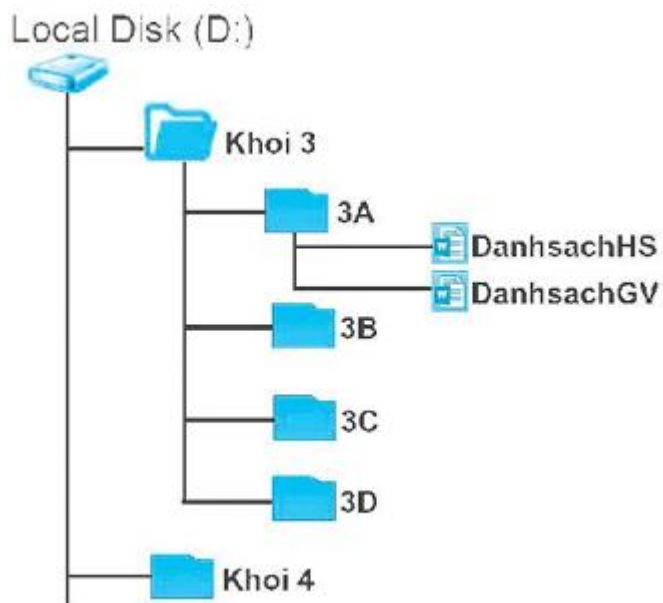 Local Disk (D:)
Khoi 3
3A
DanhsachHS
DanhsachGV
3B
3C
3D
Khoi 4